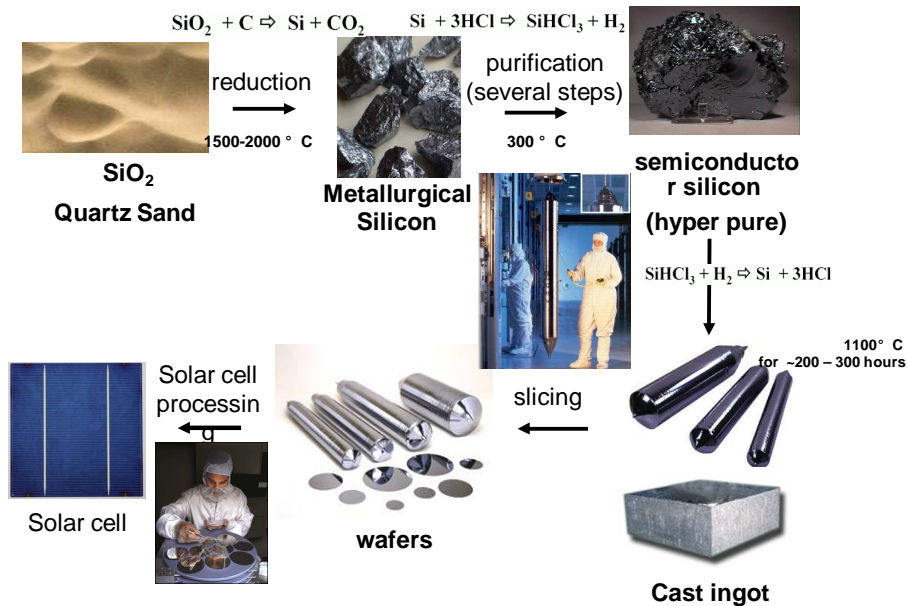 SiO₂ + C ⇨ Si + CO₂
Si + 3HCl ⇨ SiHCl₃ + H₂
reduction
1500-2000 ° C
purification
(several steps)
300 ° C
SiO₂
Quartz Sand
Metallurgical
Silicon
semiconducto
r silicon
(hyper pure)
SiHCl₃ + H₂ ⇨ Si + 3HCl
1100° C
for ~200 – 300 hours
slicing
Solar cell
processin
g
Solar cell
wafers
Cast ingot